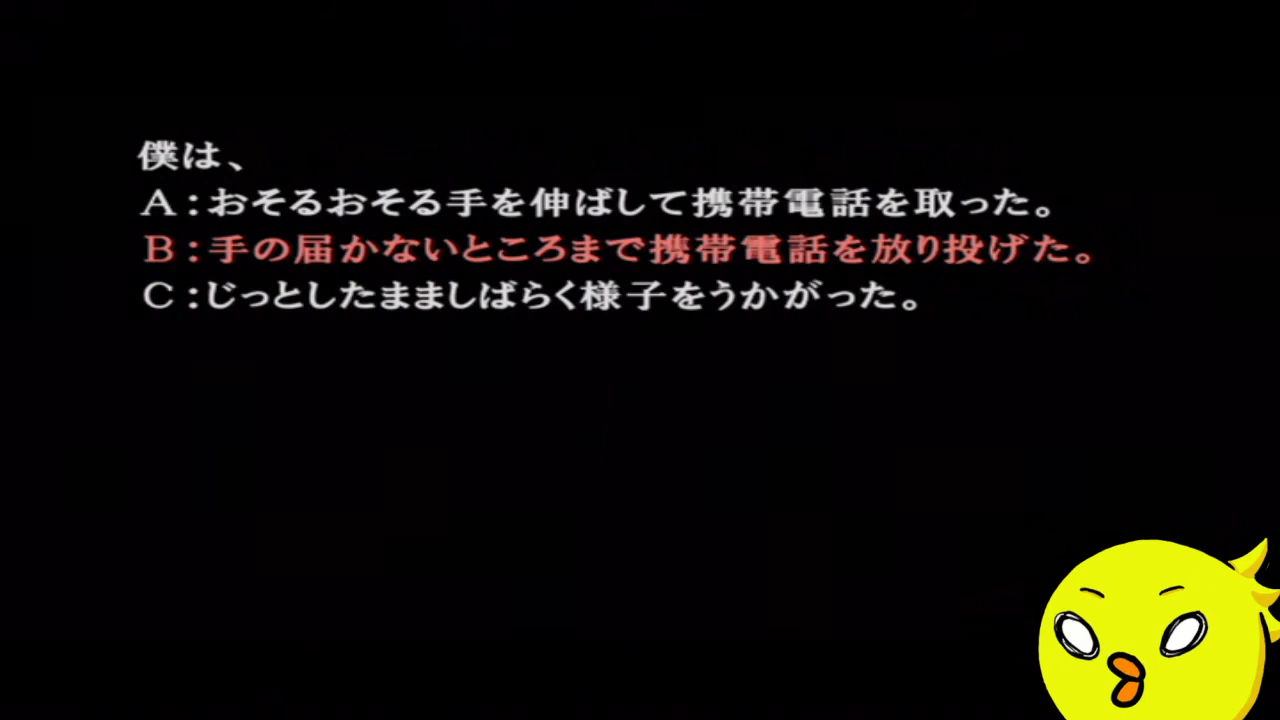 僕は、
A:おそるおそる手を伸ばして携帯電話を取った。
B:手の届かないところまで携帯電話を放り投げた。
C:じっとしたまましばらく様子をうかがった。